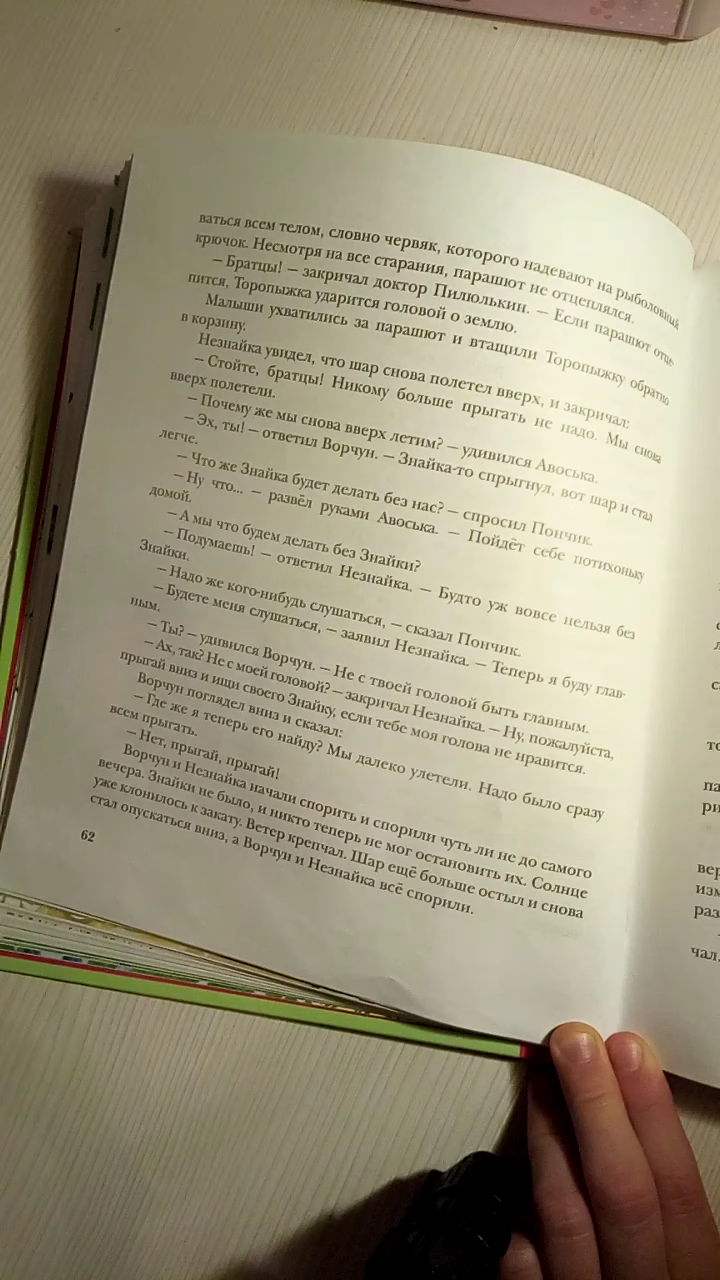 ваться всем телом, словно червяк, которого надевают на рыболовный
крючок. Несмотря на все старания, парашют не отцеплялся.
— Братцы! — закричал доктор Пилюлькин. — Если парашют отце-
пится, Торопыжка ударится головой о землю.
Малыши ухватились за парашют и втащили Торопыжку обратно
в корзину.
Незнайка увидел, что шар снова полетел вверх, и закричал:
— Стойте, братцы! Никому больше прыгать не надо. Мы снова
вверх полетели.
— Почему же мы снова вверх летим? — удивился Авоська.
— Эх, ты! — ответил Ворчун. — Знайка-то спрыгнул, вот шар и стал
легче.
— Что же Знайка будет делать без нас? — спросил Пончик.
— Ну что... — развёл руками Авоська. — Пойдёт себе потихоньку
домой.
— А мы что будем делать без Знайки?
— Подумаешь! — ответил Незнайка. — Будто уж вовсе нельзя без
Знайки.
— Надо же кого-нибудь слушаться, — сказал Пончик.
— Будете меня слушаться, — заявил Незнайка. — Теперь я буду глав-
ным.
— Ты? — удивился Ворчун. — Не с твоей головой быть главным.
— Ах, так? Не с моей головой? — закричал Незнайка. — Ну, пожалуйста,
прыгай вниз и ищи своего Знайку, если тебе моя голова не нравится.
Ворчун поглядел вниз и сказал:
— Где же я теперь его найду? Мы далеко улетели. Надо было сразу
всем прыгать.
— Нет, прыгай, прыгай!
Ворчун и Незнайка начали спорить и спорили чуть ли не до самого
вечера. Знайки не было, и никто теперь не мог остановить их. Солнце
уже клонилось к закату. Ветер крепчал. Шар ещё больше остыл и снова
стал опускаться вниз, а Ворчун и Незнайка всё спорили.
62